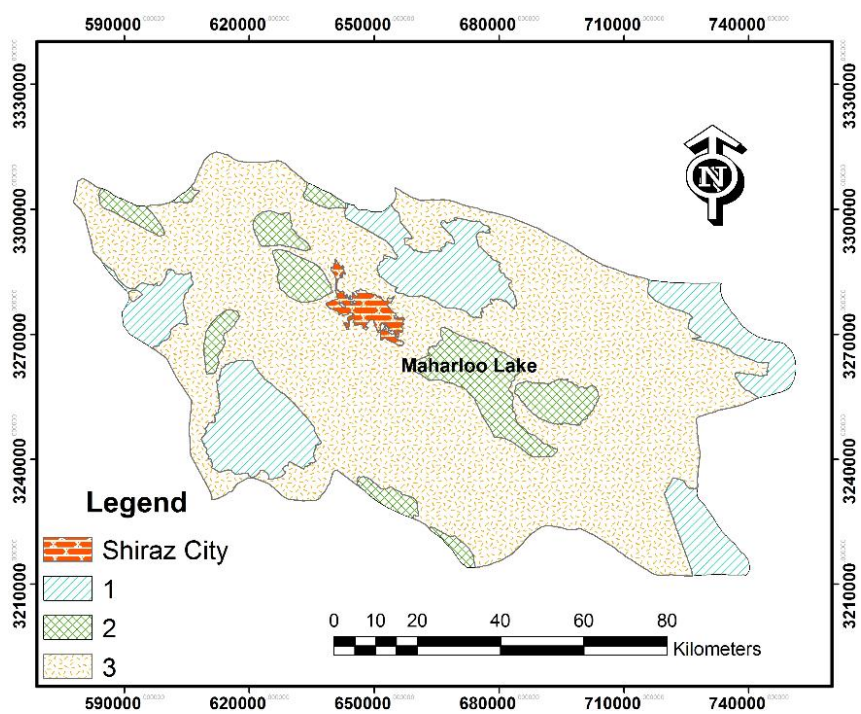 590000 620000 650000 680000 710000 740000
3330000 3330000
N
3300000 3300000
3270000 3270000
Maharloo Lake
3240000 3240000
Legend
Shiraz City
1
3210000 3210000
2
0 10 20 40 60 80
Kilometers
3
590000 620000 650000 680000 710000 740000